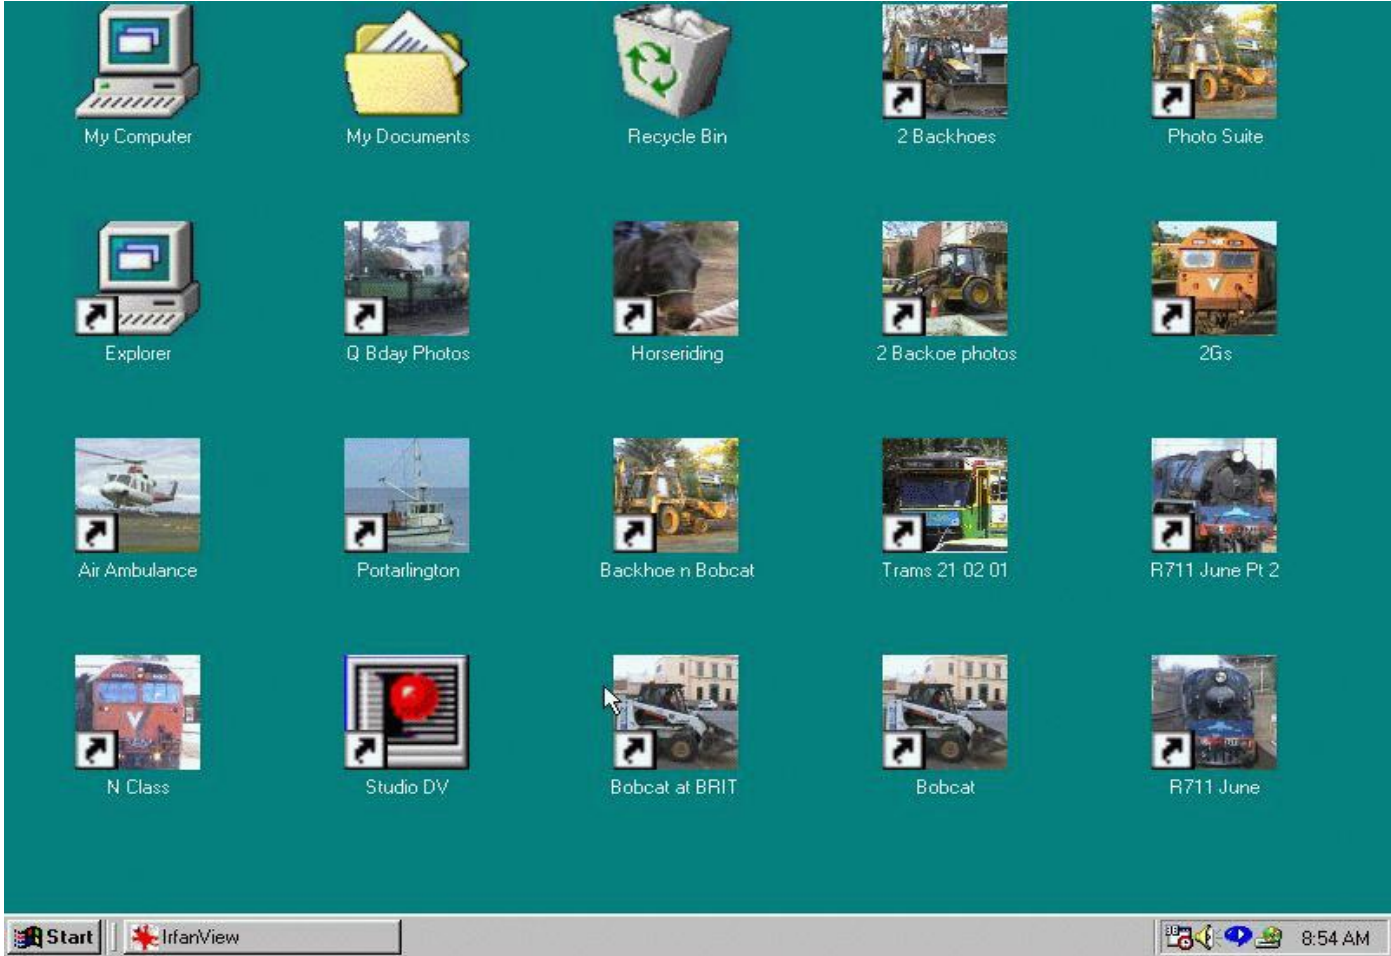 My Computer
My Documents
Recycle Bin
2 Backhoes
Photo Suite
Explorer
Q Bday Photos
Horseriding
2 Backoe photos
2Gs
Air Ambulance
Portarlington
Backhoe n Bobcat
Trams 21 02 01
R711 June Pt 2
N Class
Studio DV
Bobcat at BRIT
Bobcat
R711 June
Start
IrfanView
8:54 AM